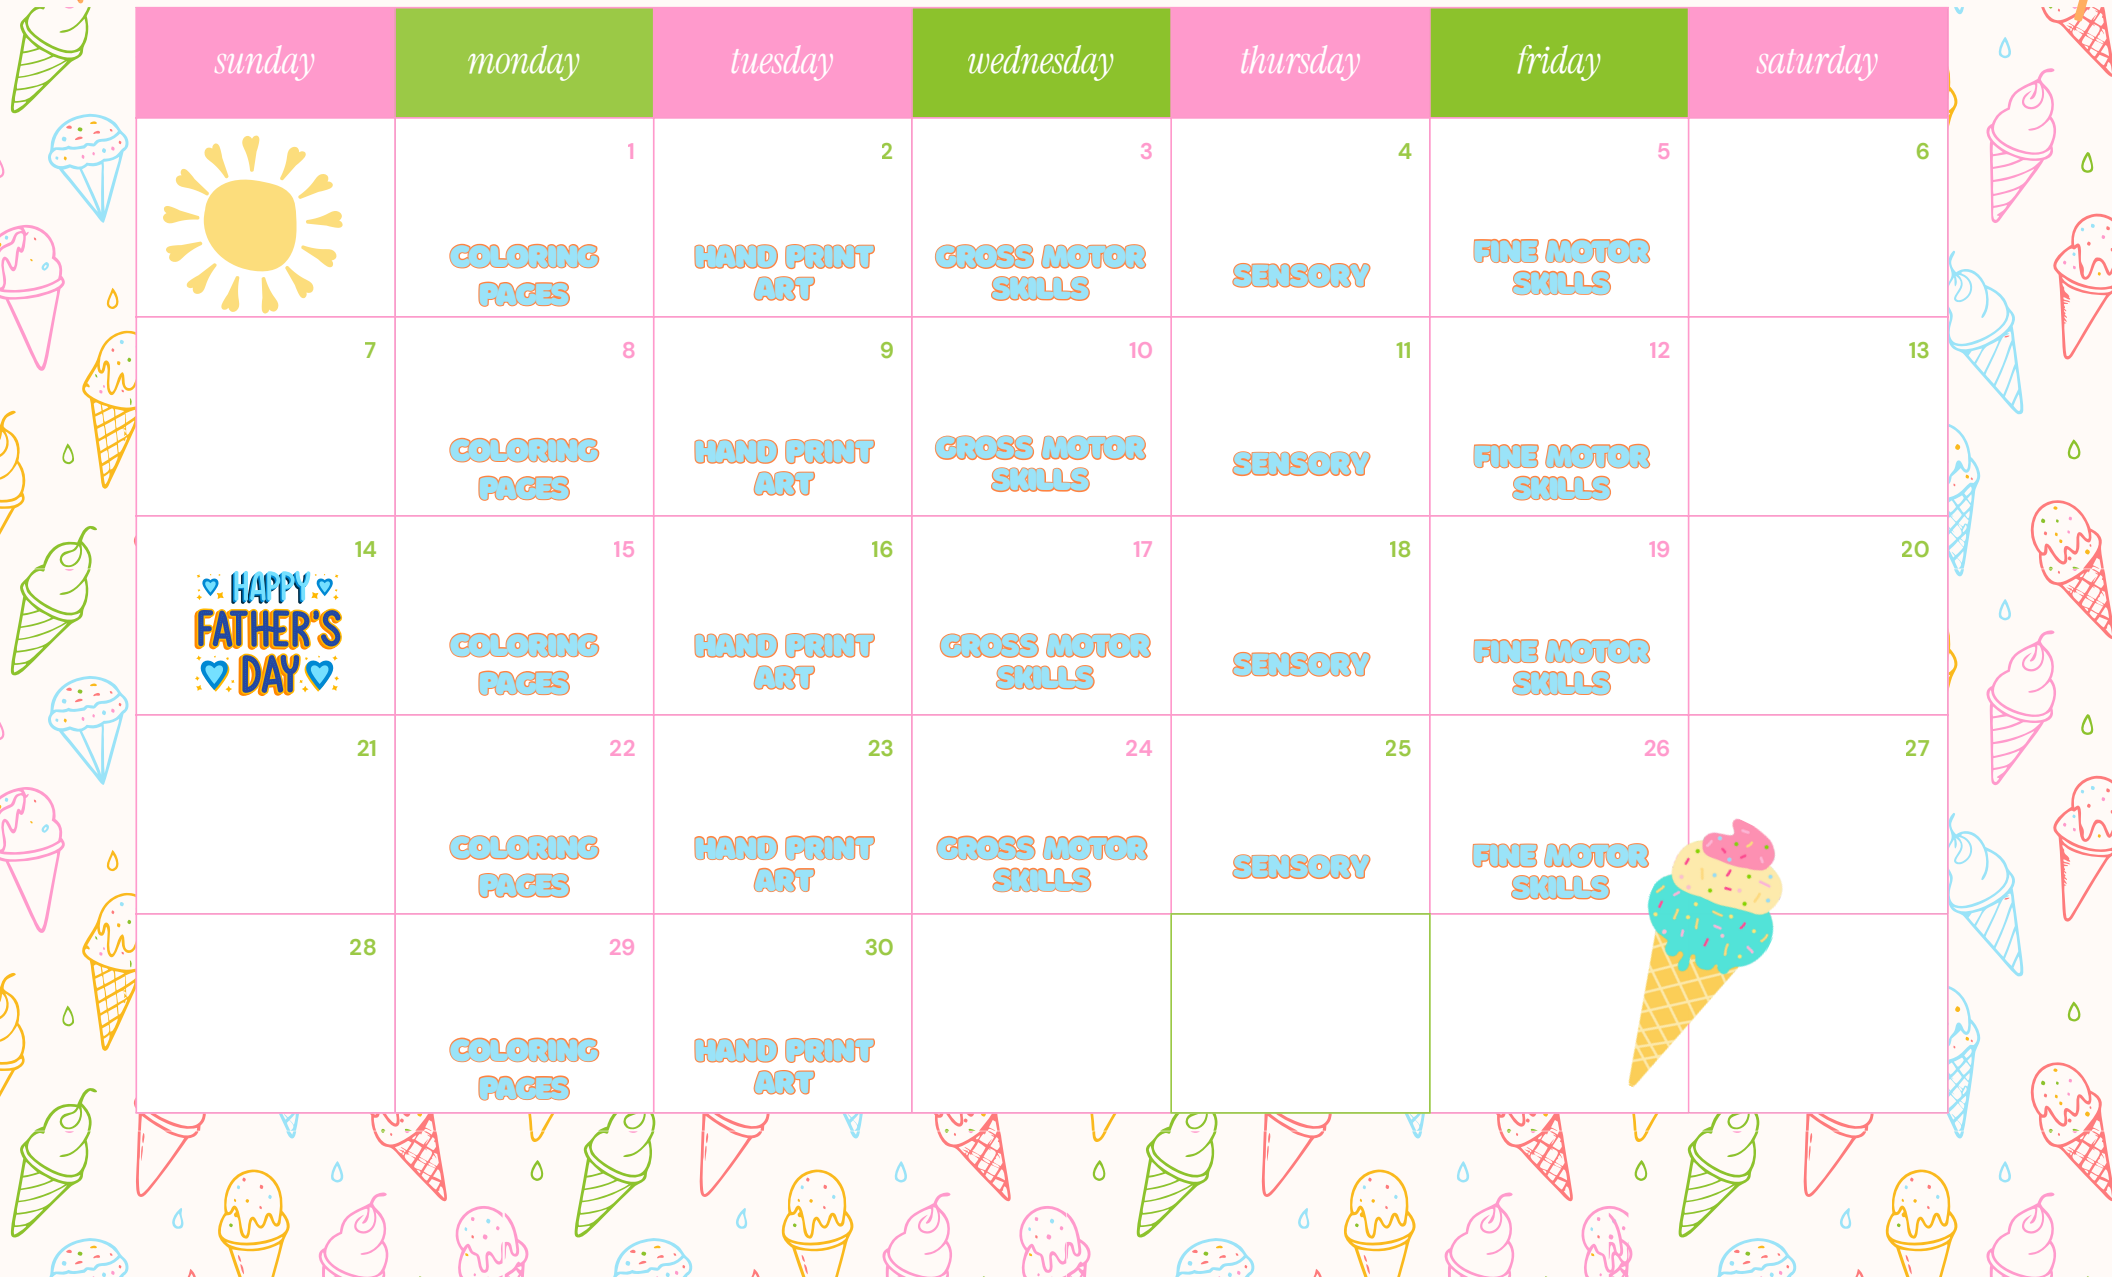 sunday monday tuesday wednesday thursday friday saturday
1 2 3 4 5 6
COLORING PAGES
HAND PRINT ART
GROSS MOTOR SKILLS
SENSORY
FINE MOTOR SKILLS
7 8 9 10 11 12 13
COLORING PAGES
HAND PRINT ART
GROSS MOTOR SKILLS
SENSORY
FINE MOTOR SKILLS
14 15 16 17 18 19 20
HAPPY
FATHER'S
DAY
COLORING PAGES
HAND PRINT ART
GROSS MOTOR SKILLS
SENSORY
FINE MOTOR SKILLS
21 22 23 24 25 26 27
COLORING PAGES
HAND PRINT ART
GROSS MOTOR SKILLS
SENSORY
FINE MOTOR SKILLS
28 29 30
COLORING PAGES
HAND PRINT ART